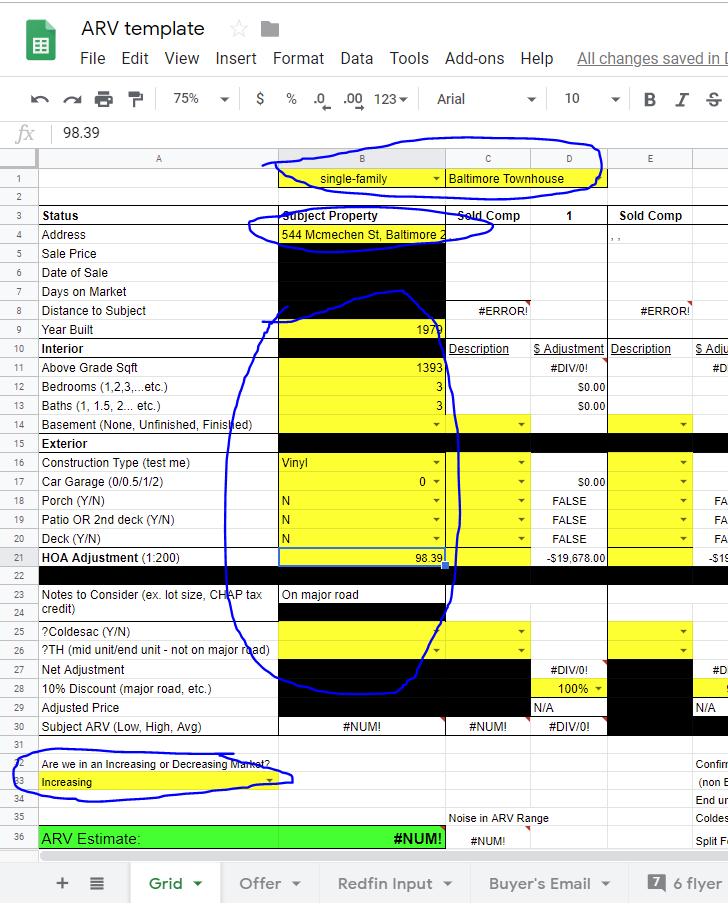 ARV template
File Edit View Insert Format Data Tools Add-ons Help All changes saved in D
75% $ % .0 .00 123 Arial 10 B I S
fx 98.39
A B C D E
1 single-family Baltimore Townhouse
2
3 Status Subject Property Sold Comp 1 Sold Comp
4 Address 544 Mcmechen St, Baltimore 2 , ,
5 Sale Price
6 Date of Sale
7 Days on Market
8 Distance to Subject #ERROR! #ERROR!
9 Year Built 1979
10 Interior Description $ Adjustment Description $ Adju
11 Above Grade Sqft 1393 #DIV/0! #D
12 Bedrooms (1,2,3,...etc.) 3 $0.00
13 Baths (1, 1.5, 2... etc.) 3 $0.00
14 Basement (None, Unfinished, Finished)
15 Exterior
16 Construction Type (test me) Vinyl
17 Car Garage (0/0.5/1/2) 0 $0.00
18 Porch (Y/N) N FALSE FA
19 Patio OR 2nd deck (Y/N) N FALSE FA
20 Deck (Y/N) N FALSE FA
21 HOA Adjustment (1:200) 98.39 -$19,678.00 -$19
22
23 Notes to Consider (ex. lot size, CHAP tax On major road
24 credit)
25 ?Coldesac (Y/N)
26 ?TH (mid unit/end unit - not on major road)
27 Net Adjustment #DIV/0! #D
28 10% Discount (major road, etc.) 100%
29 Adjusted Price N/A N/A
30 Subject ARV (Low, High, Avg) #NUM! #NUM! #DIV/0!
31
32 Are we in an Increasing or Decreasing Market? Confirm
33 Increasing (non E
34 End un
35 Noise in ARV Range Coldes
36 ARV Estimate: #NUM! #NUM! Split Fo
+ Grid Offer Redfin Input Buyer's Email 7 6 flyer